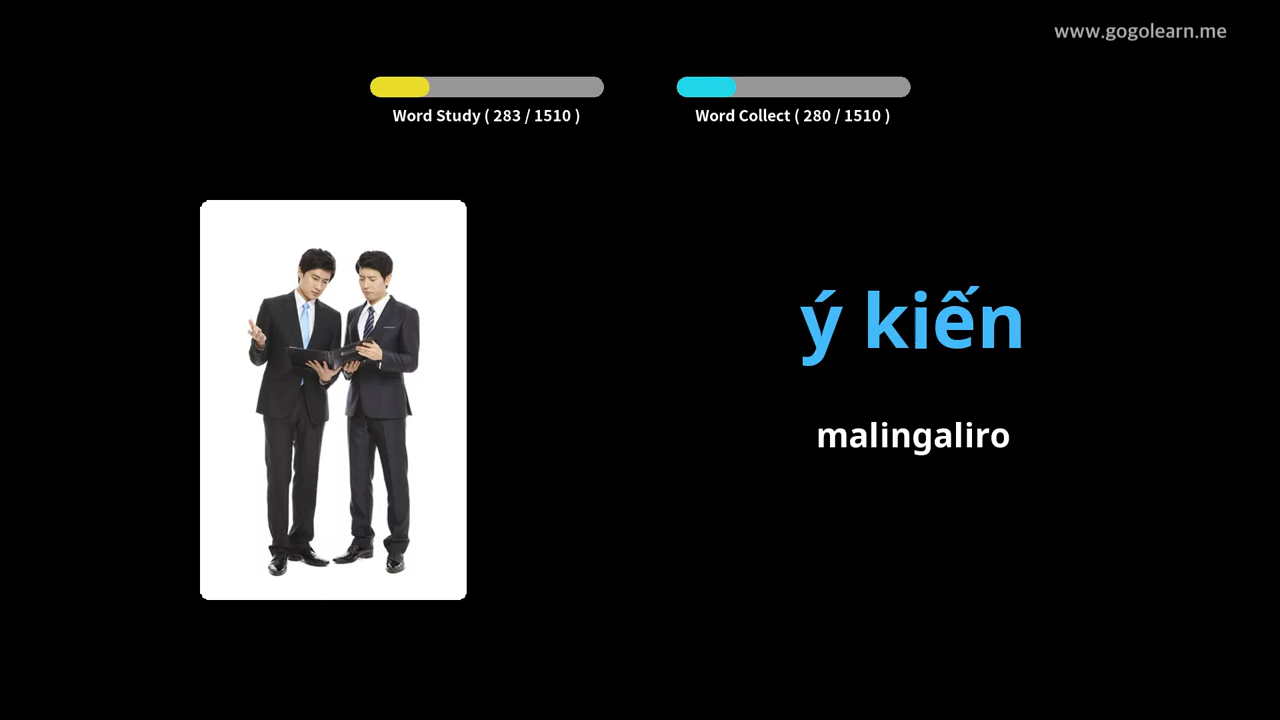 www.gogolearn.me
Word Study ( 283 / 1510 )
Word Collect ( 280 / 1510 )
ý kiến
malingaliro